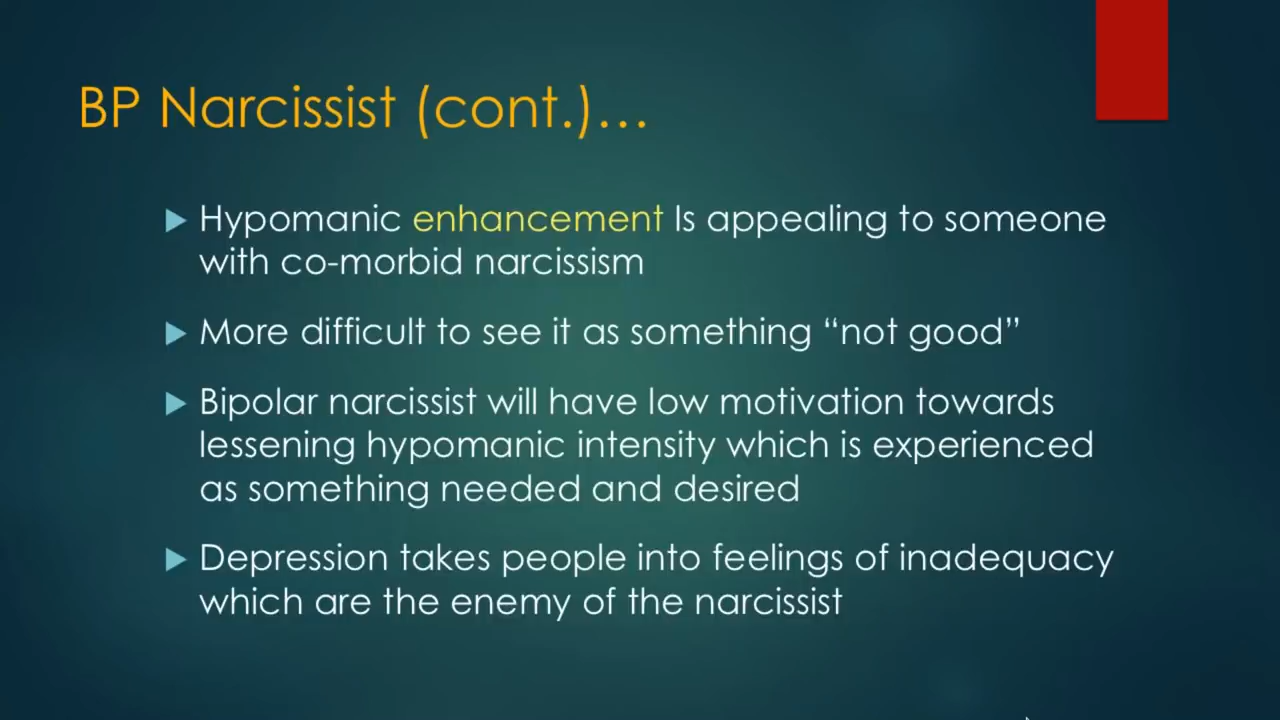 BP Narcissist (cont.)…
Hypomanic enhancement Is appealing to someone
with co-morbid narcissism
More difficult to see it as something “not good”
Bipolar narcissist will have low motivation towards
lessening hypomanic intensity which is experienced
as something needed and desired
Depression takes people into feelings of inadequacy
which are the enemy of the narcissist